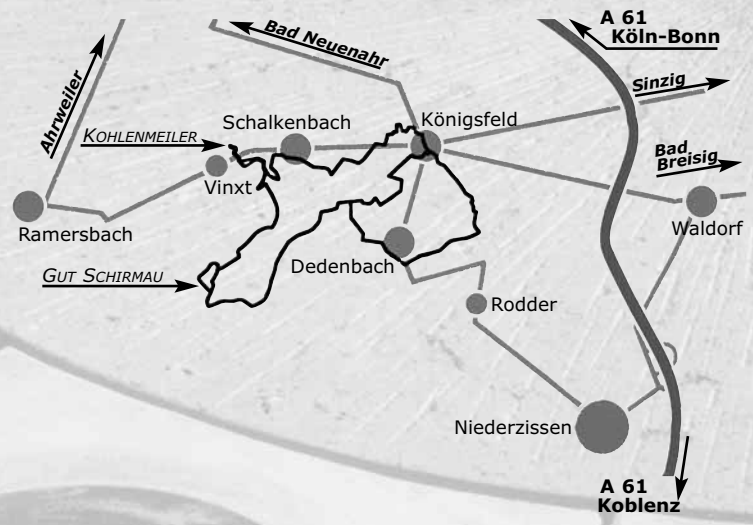 A 61
Köln-Bonn
Bad Neuenahr
Ahrweiler
Sinzig
Schalkenbach
Königsfeld
KOHLENMEILER
Bad
Breisig
Vinxt
Ramersbach
Waldorf
Dedenbach
GUT SCHIRMAU
Rodder
Niederzissen
A 61
Koblenz